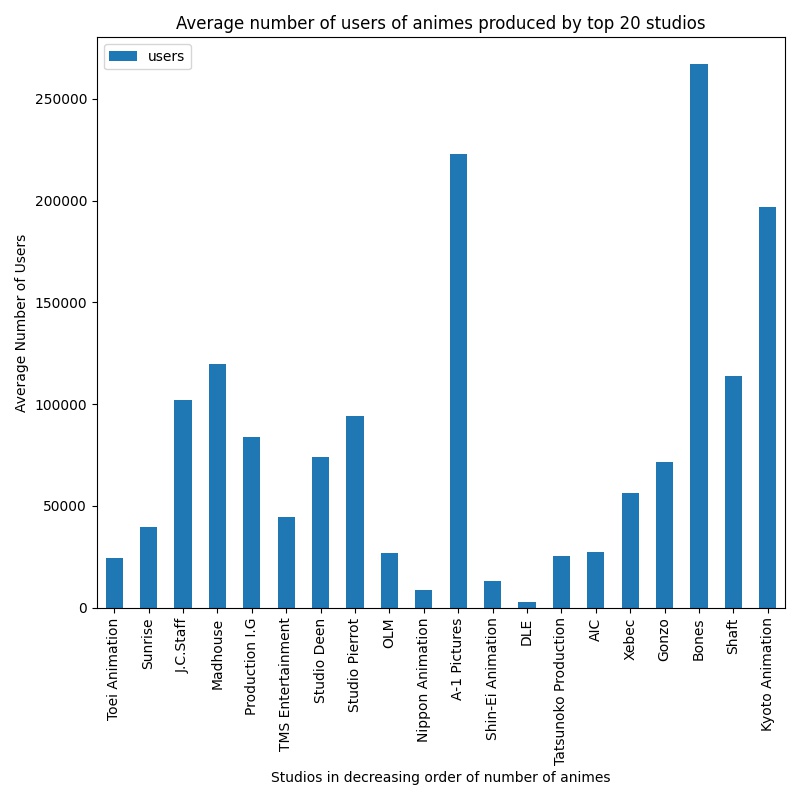 Average number of users of animes produced by top 20 studios
users
250000
200000
150000
100000
50000
0
Average Number of Users
Toei Animation
Sunrise
J.C.Staff
Madhouse
Production I.G
TMS Entertainment
Studio Deen
Studio Pierrot
OLM
Nippon Animation
A-1 Pictures
Shin-Ei Animation
DLE
Tatsunoko Production
AIC
Xebec
Gonzo
Bones
Shaft
Kyoto Animation
Studios in decreasing order of number of animes